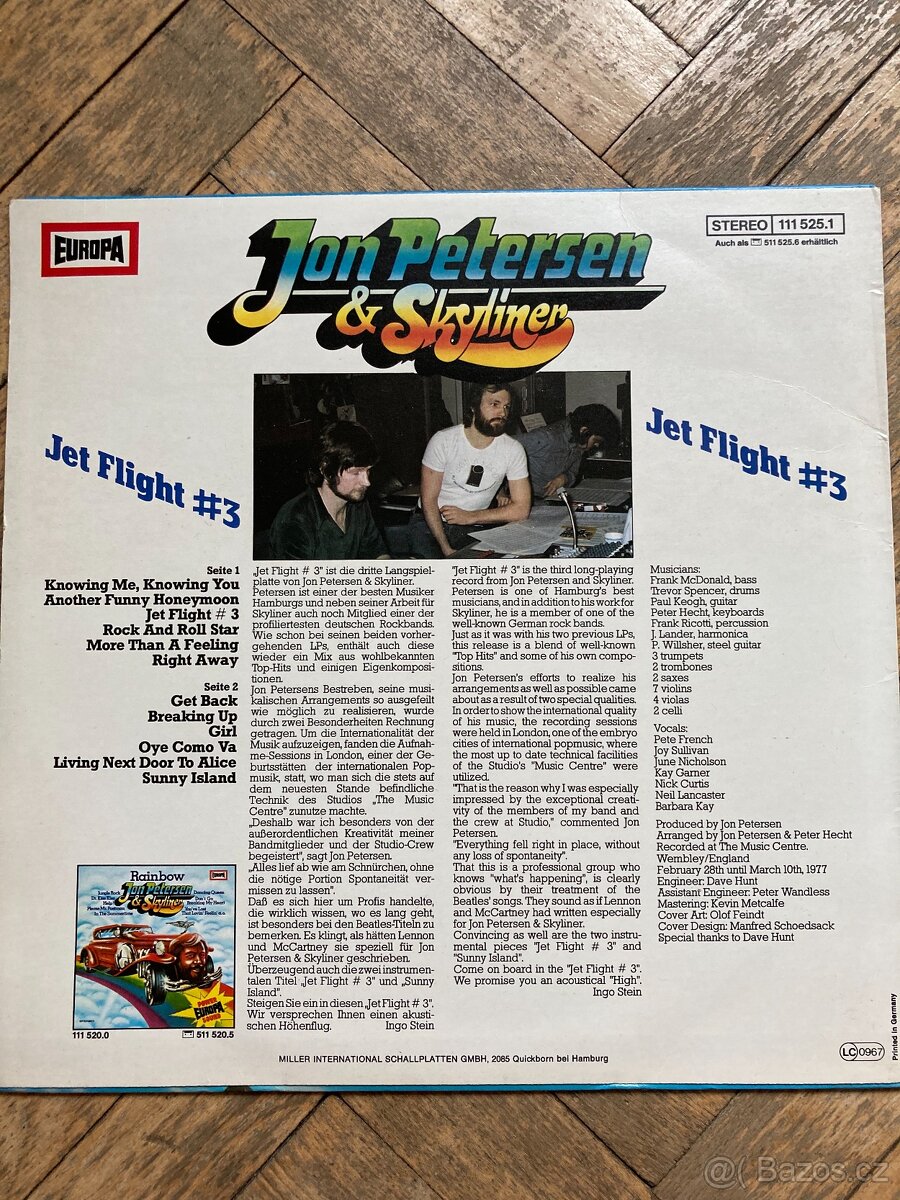 EUROPA
Jon Petersen
& Skyliner
STEREO 111 525.1
Auch als 511 525.6 erhältlich
Jet Flight #3
Jet Flight #3
Seite 1
Knowing Me, Knowing You
Another Funny Honeymoon
Jet Flight # 3
Rock And Roll Star
More Than A Feeling
Right Away
Seite 2
Get Back
Breaking Up
Girl
Oye Como Va
Living Next Door To Alice
Sunny Island
„Jet Flight # 3" ist die dritte Langspiel-
platte von Jon Petersen & Skyliner.
Petersen ist einer der besten Musiker
Hamburgs und neben seiner Arbeit für
Skyliner auch noch Mitglied einer der
profiliertesten deutschen Rockbands.
Wie schon bei seinen beiden vorher-
gehenden LPs, enthält auch diese
wieder ein Mix aus wohlbekannten
Top-Hits und einigen Eigenkompositi-
onen.
Jon Petersens Bestreben, seine musi-
kalischen Arrangements so ausgefeilt
wie möglich zu realisieren, wurde
durch zwei Besonderheiten Rechnung
getragen. Um die Internationalität der
Musik aufzuzeigen, fanden die Aufnah-
me-Sessions in London, einer der Ge-
burtsstätten der internationalen Pop-
musik, statt, wo man sich die stets auf
dem neuesten Stande befindliche
Technik des Studios „The Music
Centre" zunutze machte.
„Deshalb war ich besonders von der
außerordentlichen Kreativität meiner
Bandmitglieder und der Studio-Crew
begeistert", sagt Jon Petersen.
"Alles lief ab wie am Schnürchen, ohne
die nötige Portion Spontaneität ver-
missen zu lassen".
Daß es sich hier um Profis handelte,
die wirklich wissen, wo es lang geht,
ist besonders bei den Beatles-Titeln zu
bemerken. Es klingt, als hätten Lennon
und McCartney sie speziell für Jon
Petersen & Skyliner geschrieben.
Überzeugend auch die zwei instrumen-
talen Titel „Jet Flight # 3" und „Sunny
Island".
Steigen Sie ein in diesen „Jet Flight # 3".
Wir versprechen Ihnen einen akusti-
schen Höhenflug. Ingo Stein
"Jet Flight # 3" is the third long-playing
record from Jon Petersen and Skyliner.
Petersen is one of Hamburg's best
musicians, and in addition to his work for
Skyliner, he is a member of one of the
well-known German rock bands.
Just as it was with his two previous LPs,
this release is a blend of well-known
"Top Hits" and some of his own compo-
sitions.
Jon Petersen's efforts to realize his
arrangements as well as possible came
about as a result of two special qualities.
In order to show the international quality
of his music, the recording sessions
were held in London, one of the embryo
cities of international popmusic, where
the most up to date technical facilities
of the Studio's "Music Centre" were
utilized.
"That is the reason why I was especially
impressed by the exceptional creati-
vity of the members of my band and
the crew at Studio," commented Jon
Petersen.
"Everything fell right in place, without
any loss of spontaneity".
That this is a professional group who
knows "what's happening", is clearly
obvious by their treatment of the
Beatles' songs. They sound as if Lennon
and McCartney had written especially
for Jon Petersen & Skyliner.
Convincing as well are the two instru-
mental pieces "Jet Flight # 3" and
"Sunny Island".
Come on board in the "Jet Flight # 3".
We promise you an acoustical "High".
Ingo Stein
Musicians:
Frank McDonald, bass
Trevor Spencer, drums
Paul Keogh, guitar
Peter Hecht, keyboards
Frank Ricotti, percussion
J. Lander, harmonica
P. Willsher, steel guitar
3 trumpets
2 trombones
2 saxes
7 violins
4 violas
2 celli
Vocals:
Pete French
Joy Sullivan
June Nicholson
Kay Garner
Nick Curtis
Neil Lancaster
Barbara Kay
Produced by Jon Petersen
Arranged by Jon Petersen & Peter Hecht
Recorded at The Music Centre.
Wembley/England
February 28th until March 10th, 1977
Engineer: Dave Hunt
Assistant Engineer: Peter Wandless
Mastering: Kevin Metcalfe
Cover Art: Olof Feindt
Cover Design: Manfred Schoedsack
Special thanks to Dave Hunt
Rainbow
Jon Petersen
& Skyliner
Jungle Rock
Dancing Queen
In The Summertime
POWER
EUROPA
SOUND
111 520.0
511 520.5
MILLER INTERNATIONAL SCHALLPLATTEN GMBH, 2085 Quickborn bei Hamburg
LC 0967
Printed in Germany
@( Bazoš.cz